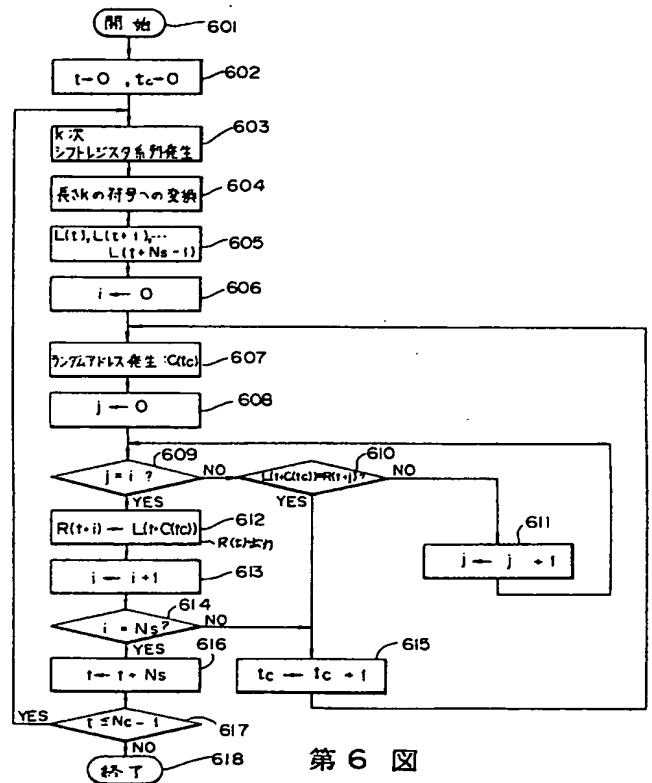 開始
601
t←0 , tc←0
602
k次
シフトレジスタ系列発生
603
長さkの符号への変換
604
L(t),L(t+1),…
L(t+Ns-1)
605
i ← 0
606
ランダムアドレス発生:C(tc)
607
j ← 0
608
609
j = i ?
NO
YES
610
L(t+C(tc))=R(t+j)?
NO
YES
R(t+i) ← L(t+C(tc))
612
611
j ← j + 1
i ← i+1
613
614
i = Ns?
NO
YES
616
t ← t + Ns
615
tc ← tc + 1
YES
t ≤ Nc - 1
617
NO
終了
618
第6図